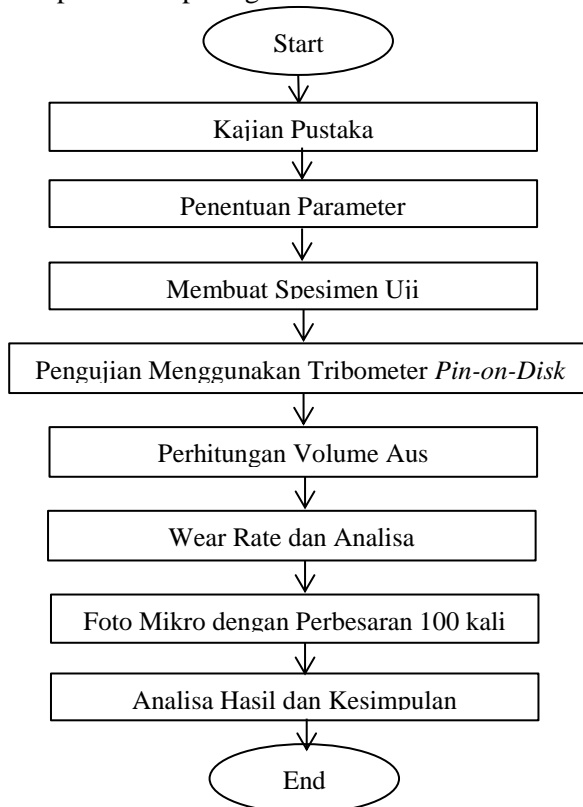 Start
Kajian Pustaka
Penentuan Parameter
Membuat Spesimen Uji
Pengujian Menggunakan Tribometer Pin-on-Disk
Perhitungan Volume Aus
Wear Rate dan Analisa
Foto Mikro dengan Perbesaran 100 kali
Analisa Hasil dan Kesimpulan
End